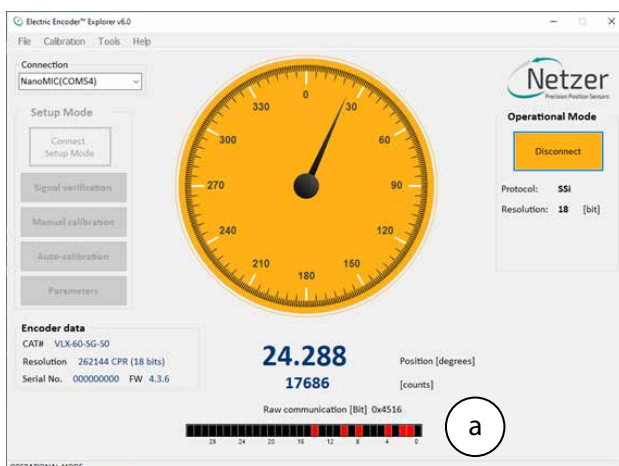 Electric Encoder™ Explorer v6.0
File Calibration Tools Help
Connection
NanoMIC(COM54)
Netzer
Precision Position Sensors
Setup Mode
Connect
Setup Mode
Signal verification
Manual calibration
Auto-calibration
Parameters
0
30
60
90
120
150
180
210
240
270
300
330
Operational Mode
Disconnect
Protocol: SSi
Resolution: 18 [bit]
Encoder data
CAT# VLX-60-SG-S0
Resolution 262144 CPR (18 bits)
Serial No. 000000000 FW 4.3.6
24.288 Position [degrees]
17686 [counts]
Raw communication [Bit] 0x4516
28 24 20 16 12 8 4 0
a
OPERATIONAL MODE